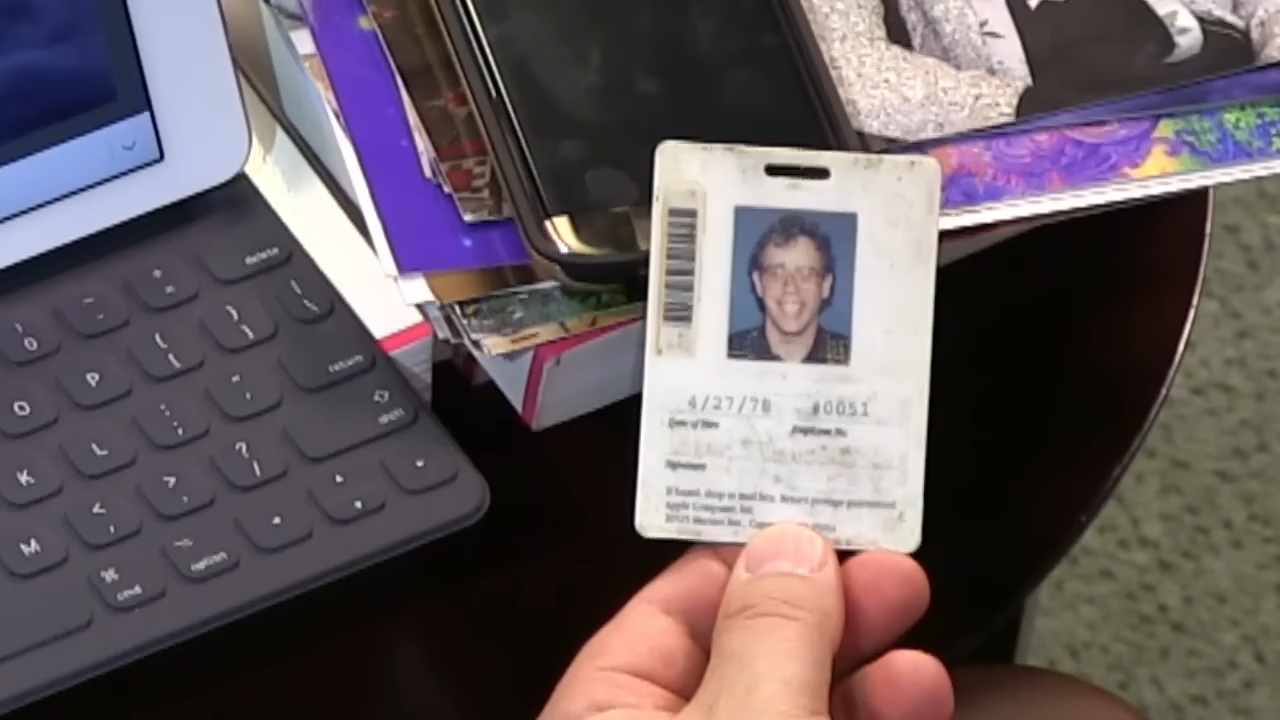 delete
+
=
_
-
)
0
|
\
}
]
{
[
P
O
return
"
'
:
;
L
K
shift
?
/
>
.
<
,
M
option
⌘
cmd
4/27/78 #0051
Date of Hire Employee No.
Signature
If found, drop in mail box. Return postage guaranteed.
Apple Computer, Inc.